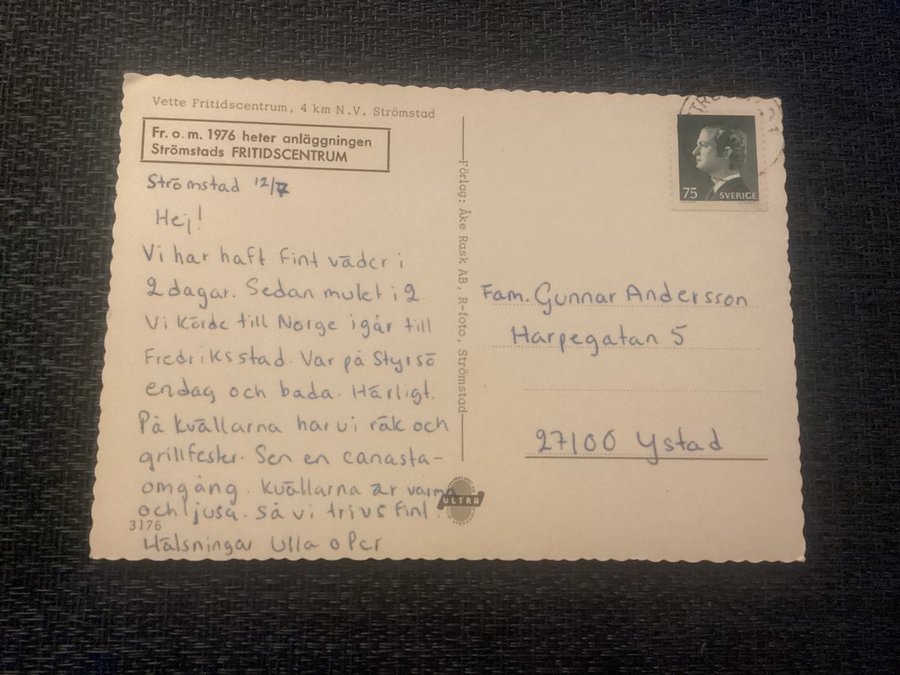 Vette Fritidscentrum, 4 km N.V. Strömstad
Fr. o. m. 1976 heter anläggningen
Strömstads FRITIDSCENTRUM
Strömstad 12/7
Hej!
Vi har haft fint väder i
2 dagar. Sedan mulet i 2.
Vi körde till Norge igår till
Fredriksstad. Var på Styrsö
endag och bada. Härligt.
På kvällarna har vi räk och
grillfester. Sen en canasta-
omgång. Kvällarna är varma
och ljusa. Så vi trivs fint.
3176
Hälsningar Ulla o Per
Förlag: Åke Rask AB, R-foto, Strömstad
ULTRA
75 SVERIGE
Fam. Gunnar Andersson
Harpegatan 5
27100 Ystad